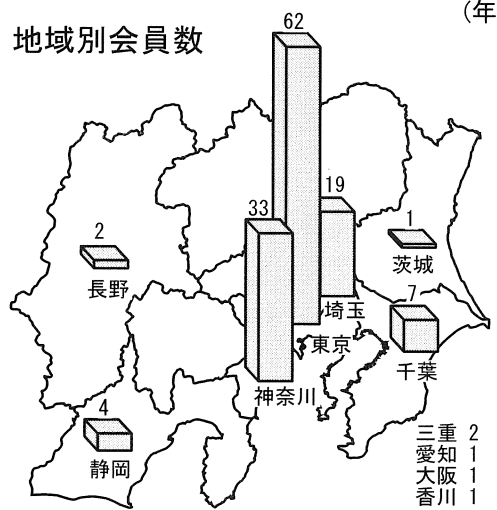 (年
地域別会員数
62
19
33
1
茨城
2
長野
7
埼玉
東京
千葉
神奈川
4
静岡
三重 2
愛知 1
大阪 1
香川 1